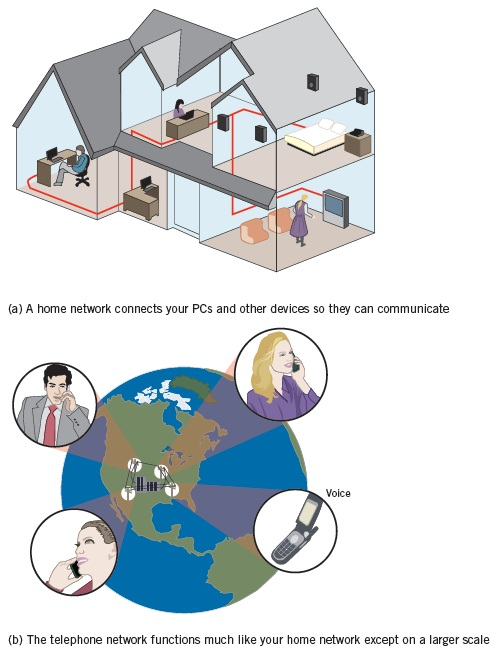 (a) A home network connects your PCs and other devices so they can communicate
Voice
(b) The telephone network functions much like your home network except on a larger scale